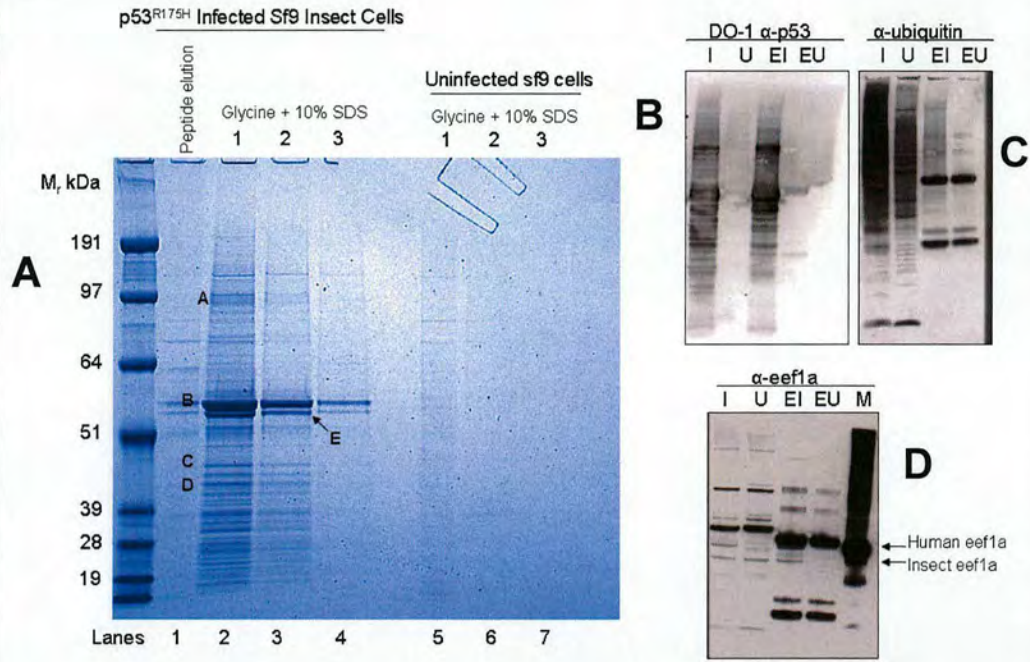 p53R175H Infected Sf9 Insect Cells
Peptide elution
Glycine + 10% SDS
1 2 3
Uninfected sf9 cells
Glycine + 10% SDS
1 2 3
Mr kDa
191
97
64
51
39
28
19
A
A
B
C
D
E
Lanes 1 2 3 4 5 6 7
DO-1 α-p53
I U EI EU
B
α-ubiquitin
I U EI EU
C
α-eef1a
I U EI EU M
D
Human eef1a
Insect eef1a